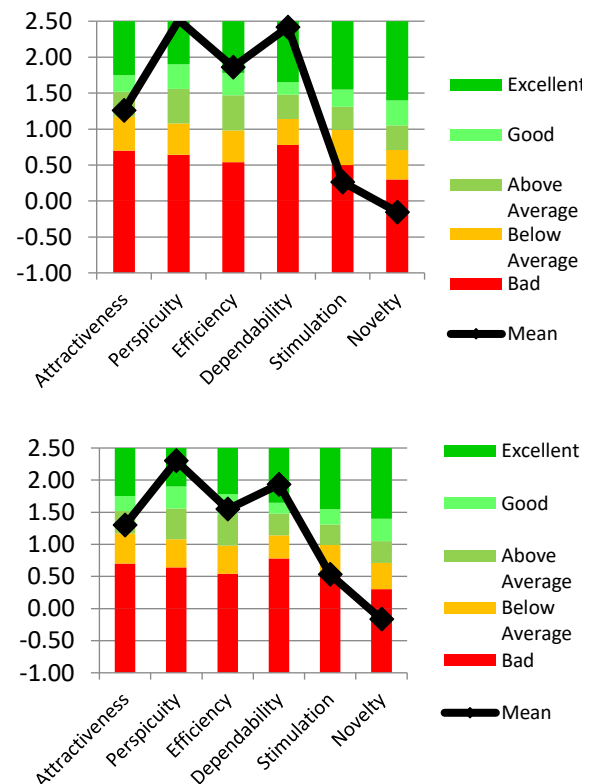 2.50
2.00
1.50
1.00
0.50
0.00
-0.50
-1.00
Attractiveness
Perspicuity
Efficiency
Dependability
Stimulation
Novelty
Excellent
Good
Above
Average
Below
Average
Bad
Mean
2.50
2.00
1.50
1.00
0.50
0.00
-0.50
-1.00
Attractiveness
Perspicuity
Efficiency
Dependability
Stimulation
Novelty
Excellent
Good
Above
Average
Below
Average
Bad
Mean